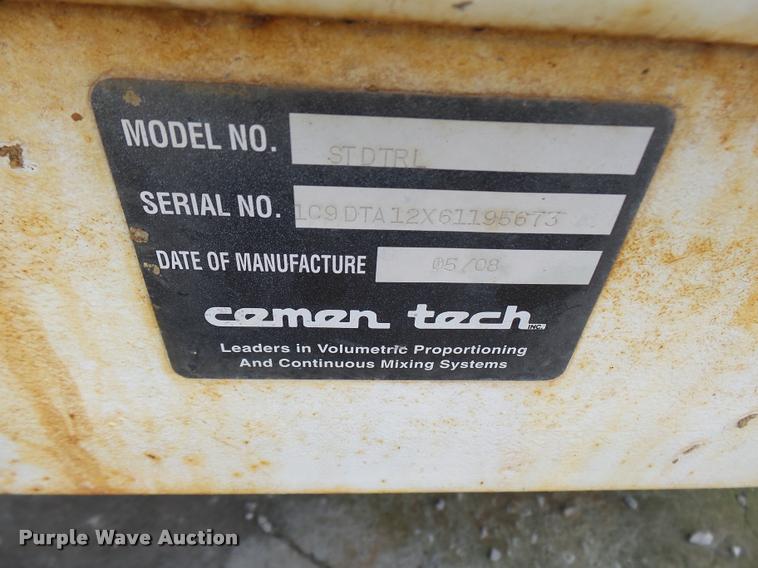 MODEL NO. STDTRL
SERIAL NO. 1C9DTA12X61195673
DATE OF MANUFACTURE 05/08
cemen tech INC.
Leaders in Volumetric Proportioning
And Continuous Mixing Systems
Purple Wave Auction